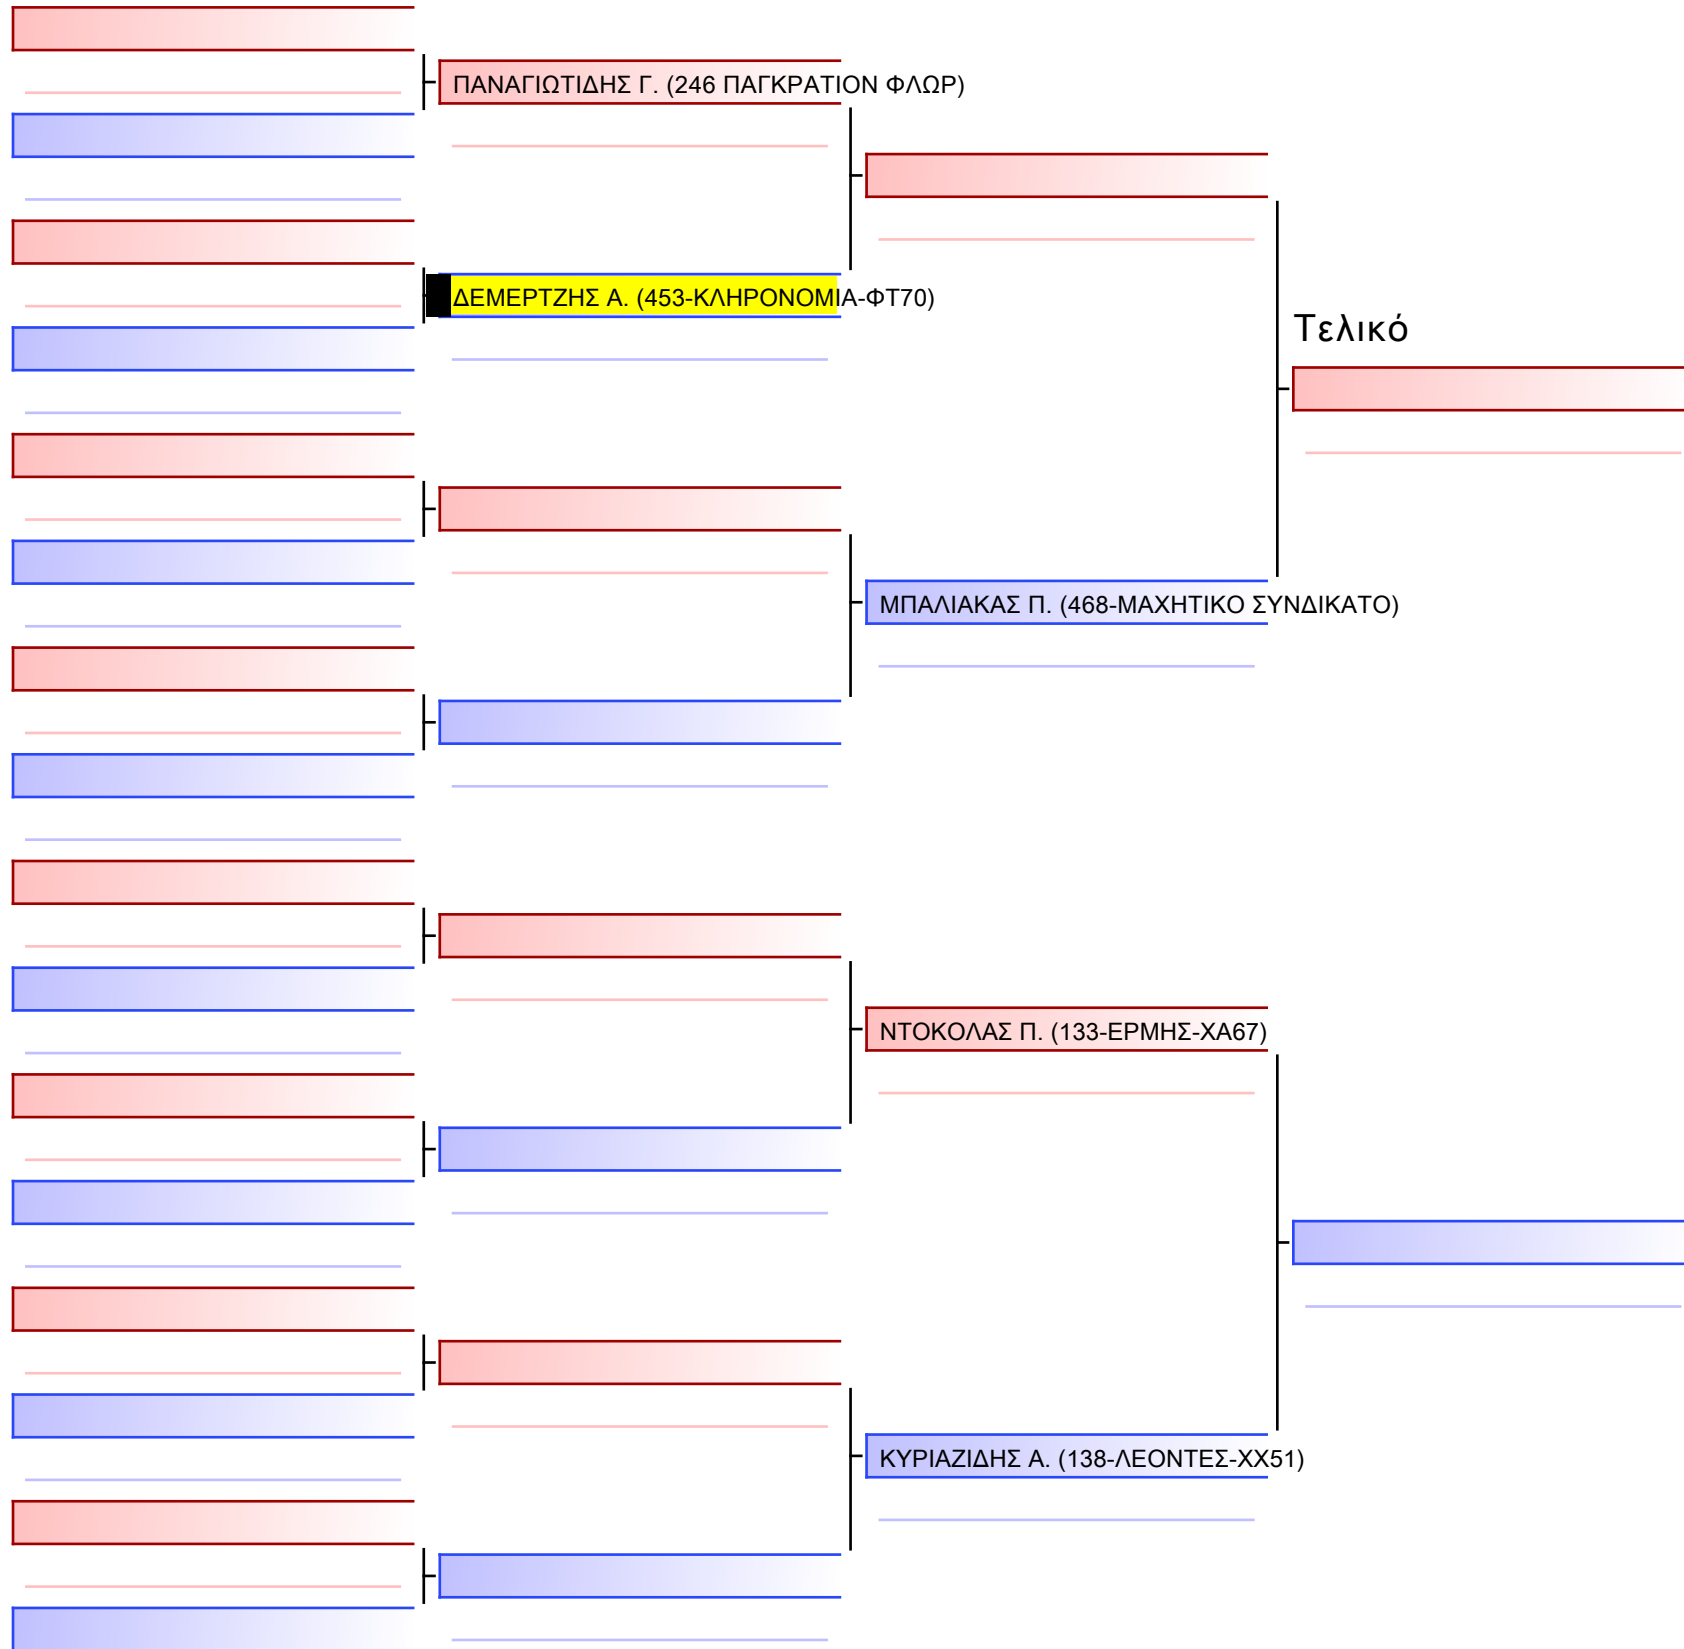 ΠΑΝΑΓΙΩΤΙΔΗΣ Γ. (246 ΠΑΓΚΡΑΤΙΟΝ ΦΛΩΡ)
ΔΕΜΕΡΤΖΗΣ Α. (453-ΚΛΗΡΟΝΟΜΙΑ-ΦΤ70)
Τελικό
ΜΠΑΛΙΑΚΑΣ Π. (468-ΜΑΧΗΤΙΚΟ ΣΥΝΔΙΚΑΤΟ)
ΝΤΟΚΟΛΑΣ Π. (133-ΕΡΜΗΣ-ΧΑ67)
ΚΥΡΙΑΖΙΔΗΣ Α. (138-ΛΕΟΝΤΕΣ-ΧΧ51)